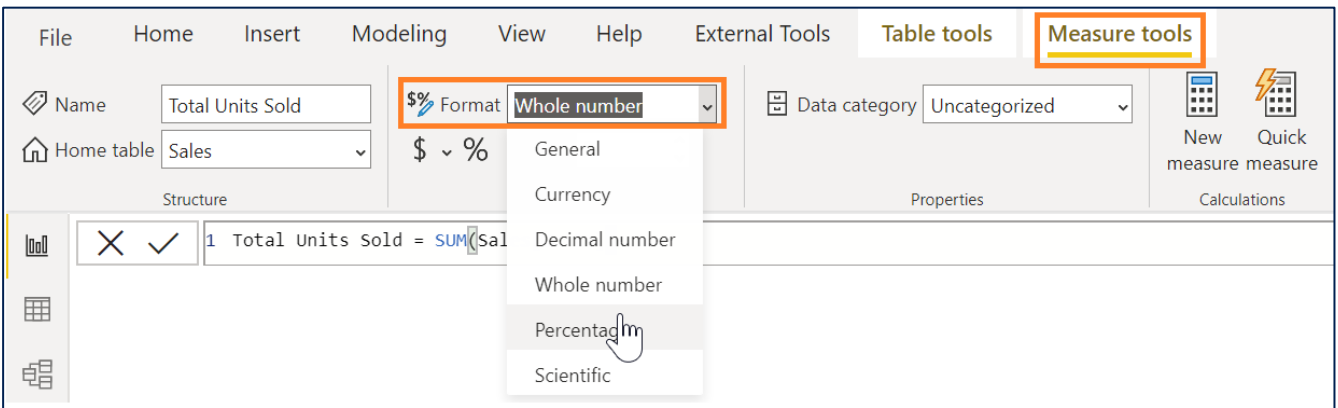 File Home Insert Modeling View Help External Tools Table tools Measure tools
Name Total Units Sold $% Format Whole number Data category Uncategorized
Home table Sales $ % General New Quick
measure measure
Structure Currency Properties Calculations
1 Total Units Sold = SUM(Sal Decimal number
Whole number
Percentag
Scientific